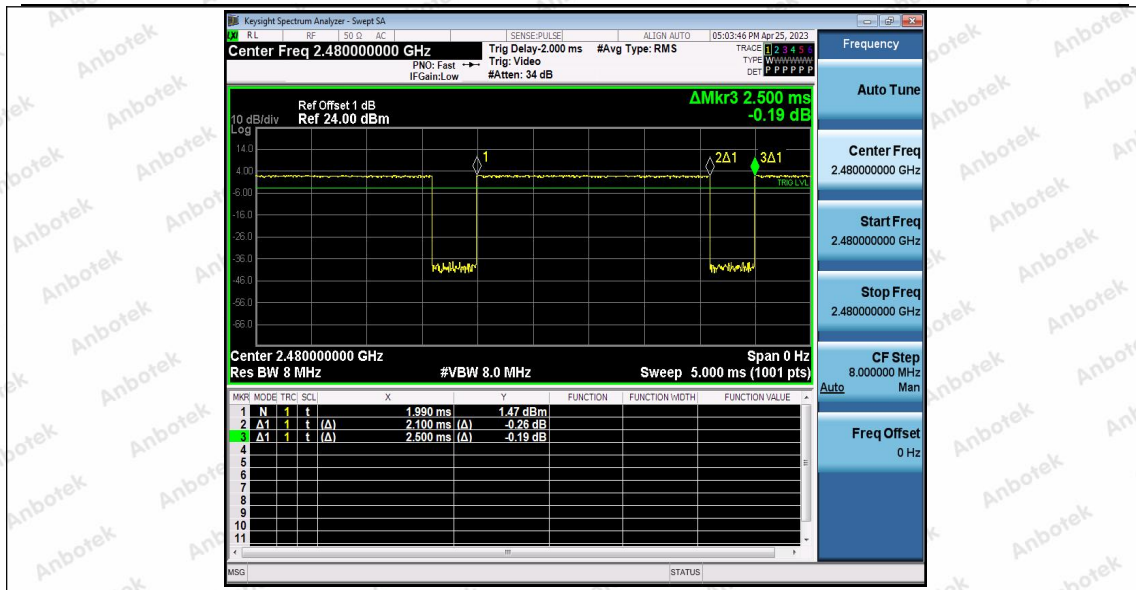 Keysight Spectrum Analyzer - Swept SA
RL RF 50 Ω AC SENSE:PULSE ALIGN AUTO 05:03:46 PM Apr 25, 2023
Center Freq 2.480000000 GHz Trig Delay-2.000 ms #Avg Type: RMS TRACE 1 2 3 4 5 6
PNO: Fast Trig: Video TYPE WWWWWW
IFGain:Low #Atten: 34 dB DET P P P P P P
Frequency
Auto Tune
Center Freq
2.480000000 GHz
Start Freq
2.480000000 GHz
Stop Freq
2.480000000 GHz
CF Step
8.000000 MHz
Auto Man
Freq Offset
0 Hz
ΔMkr3 2.500 ms
-0.19 dB
Ref Offset 1 dB
10 dB/div Ref 24.00 dBm
Log
14.0
4.00
-6.00
-16.0
-26.0
-36.0
-46.0
-56.0
-66.0
1
2Δ1
3Δ1
TRIG LVL
Center 2.480000000 GHz Span 0 Hz
Res BW 8 MHz #VBW 8.0 MHz Sweep 5.000 ms (1001 pts)
MKR MODE TRC SCL X Y FUNCTION FUNCTION WIDTH FUNCTION VALUE
1 N 1 t 1.990 ms 1.47 dBm
2 Δ1 1 t (Δ) 2.100 ms (Δ) -0.26 dB
3 Δ1 1 t (Δ) 2.500 ms (Δ) -0.19 dB
4
5
6
7
8
9
10
11
MSG STATUS
Anbotek